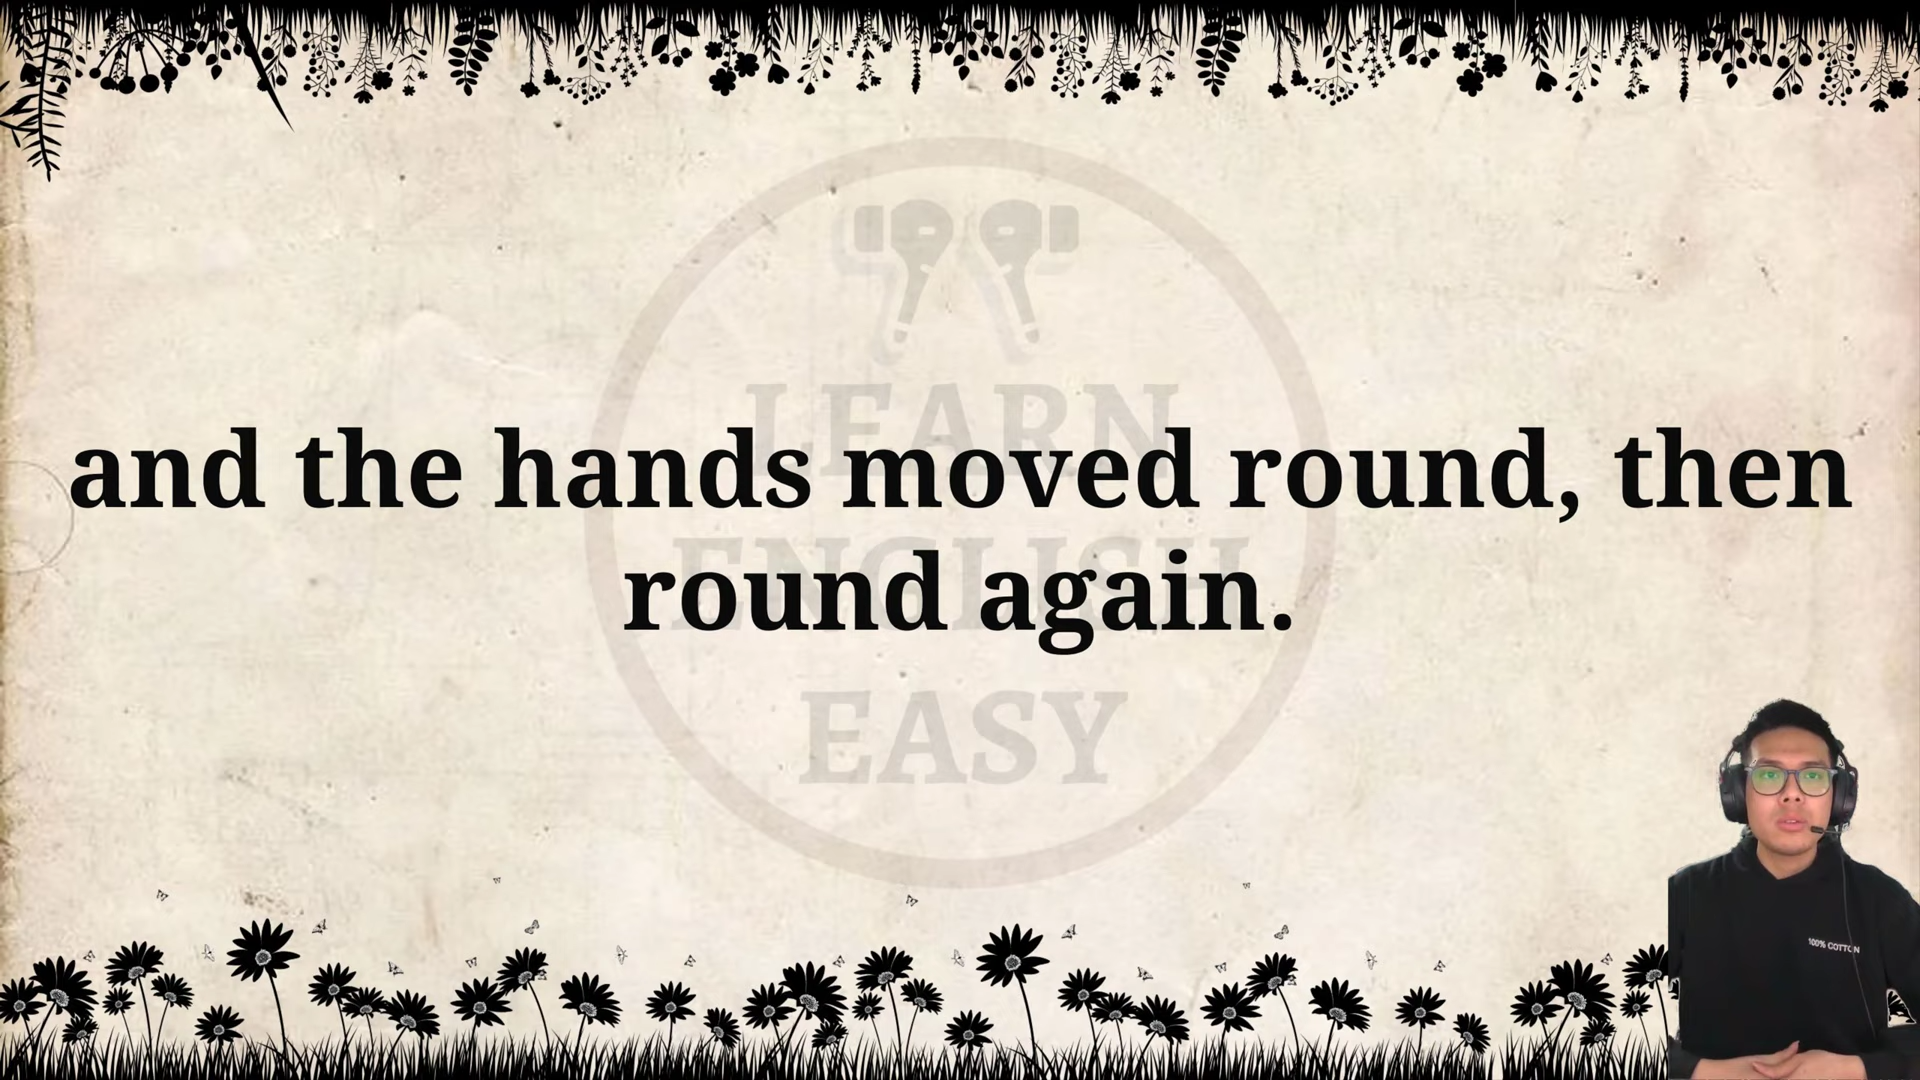 LEARN
and the hands moved round, then
ENGLISH
round again.
EASY
100% COTTON